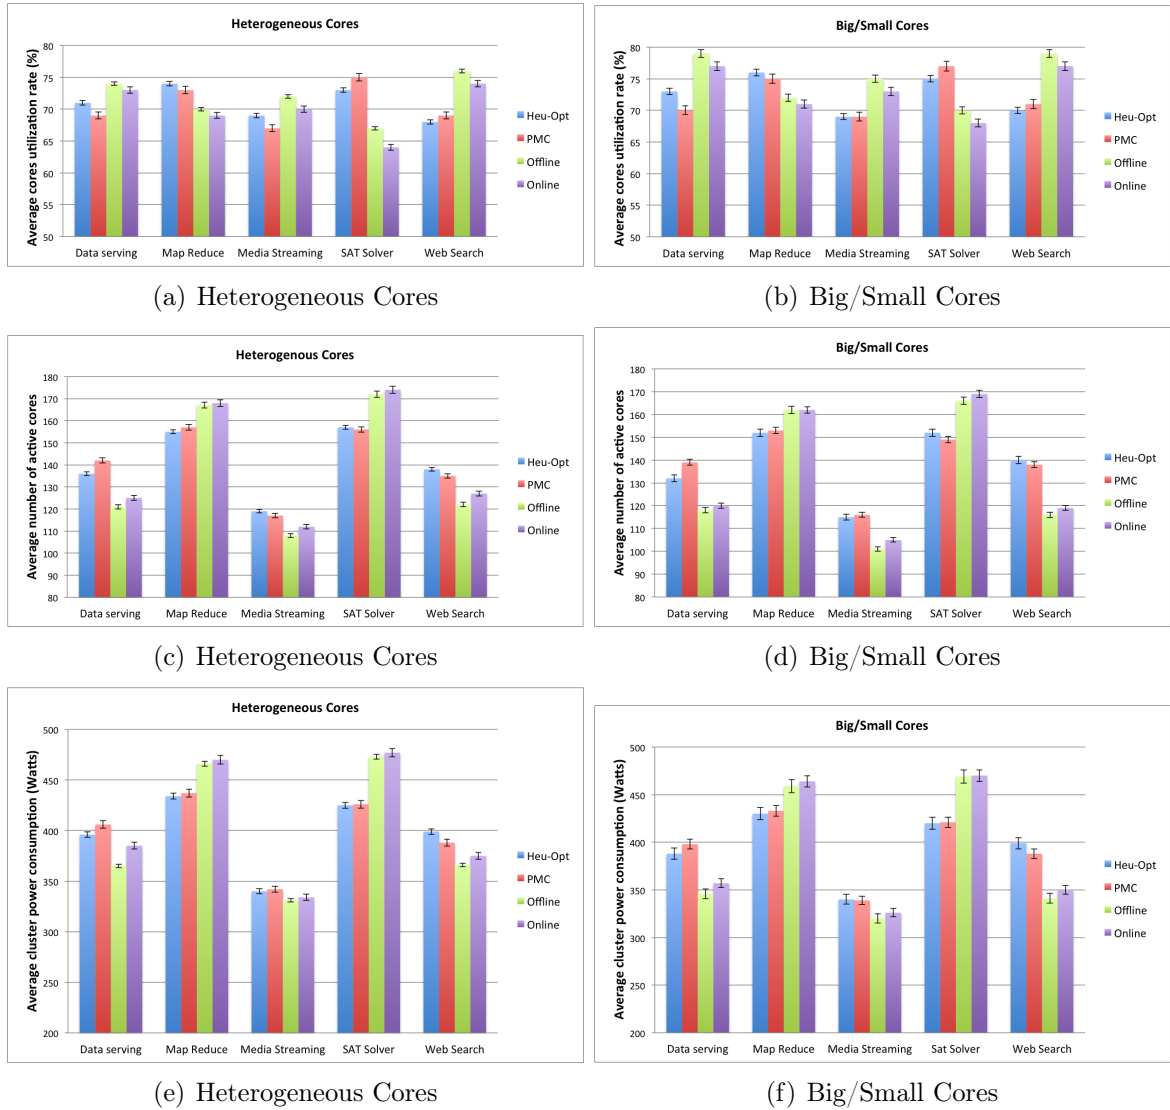 Heterogeneous Cores
Average cores utilization rate (%)
80
75
70
65
60
55
50
Data serving Map Reduce Media Streaming SAT Solver Web Search
Heu-Opt
PMC
Offline
Online
(a) Heterogeneous Cores
Big/Small Cores
Average cores utilization rate (%)
80
75
70
65
60
55
50
Data serving Map Reduce Media Streaming SAT Solver Web Search
Heu-Opt
PMC
Offline
Online
(b) Big/Small Cores
Heterogenous Cores
Average number of active cores
180
170
160
150
140
130
120
110
100
90
80
Data serving Map Reduce Media Streaming SAT Solver Web Search
Heu-Opt
PMC
Offline
Online
(c) Heterogeneous Cores
Big/Small Cores
Average number of active cores
180
170
160
150
140
130
120
110
100
90
80
Data serving Map Reduce Media Streaming SAT Solver Web Search
Heu-Opt
PMC
Offline
Online
(d) Big/Small Cores
Heterogeneous Cores
Average cluster power consumption (Watts)
500
450
400
350
300
250
200
Data serving Map Reduce Media Streaming SAT Solver Web Search
Heu-Opt
PMC
Offline
Online
(e) Heterogeneous Cores
Big/Small Cores
Average cluster power consumption (Watts)
500
450
400
350
300
250
200
Data serving Map Reduce Media Streaming Sat Solver Web Search
Heu-Opt
PMC
Offline
Online
(f) Big/Small Cores